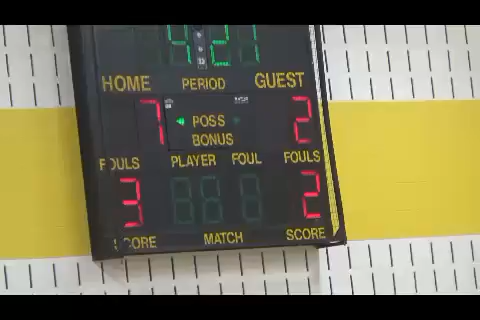 4:21
HOME PERIOD GUEST
7 POSS 2
BONUS
FOULS PLAYER FOUL FOULS
3 2
SCORE MATCH SCORE